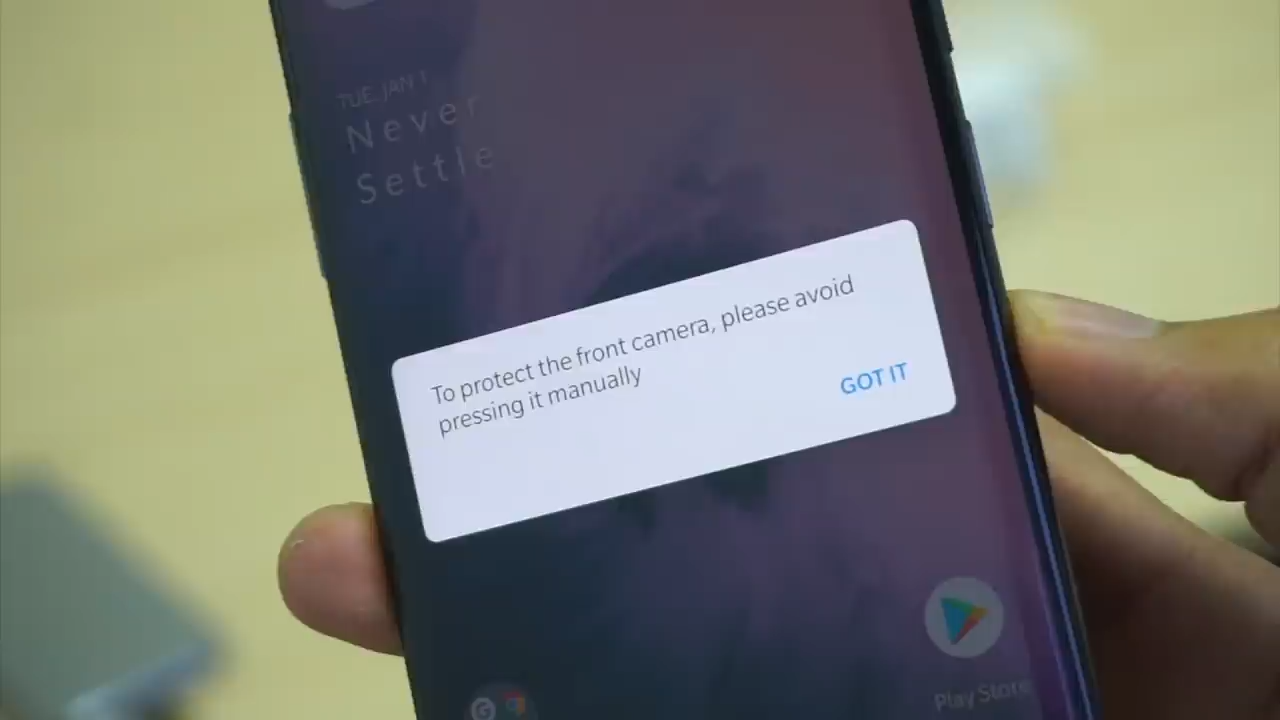 TUE, JAN 1
Never
Settle
To protect the front camera, please avoid
pressing it manually
GOT IT
Play Store